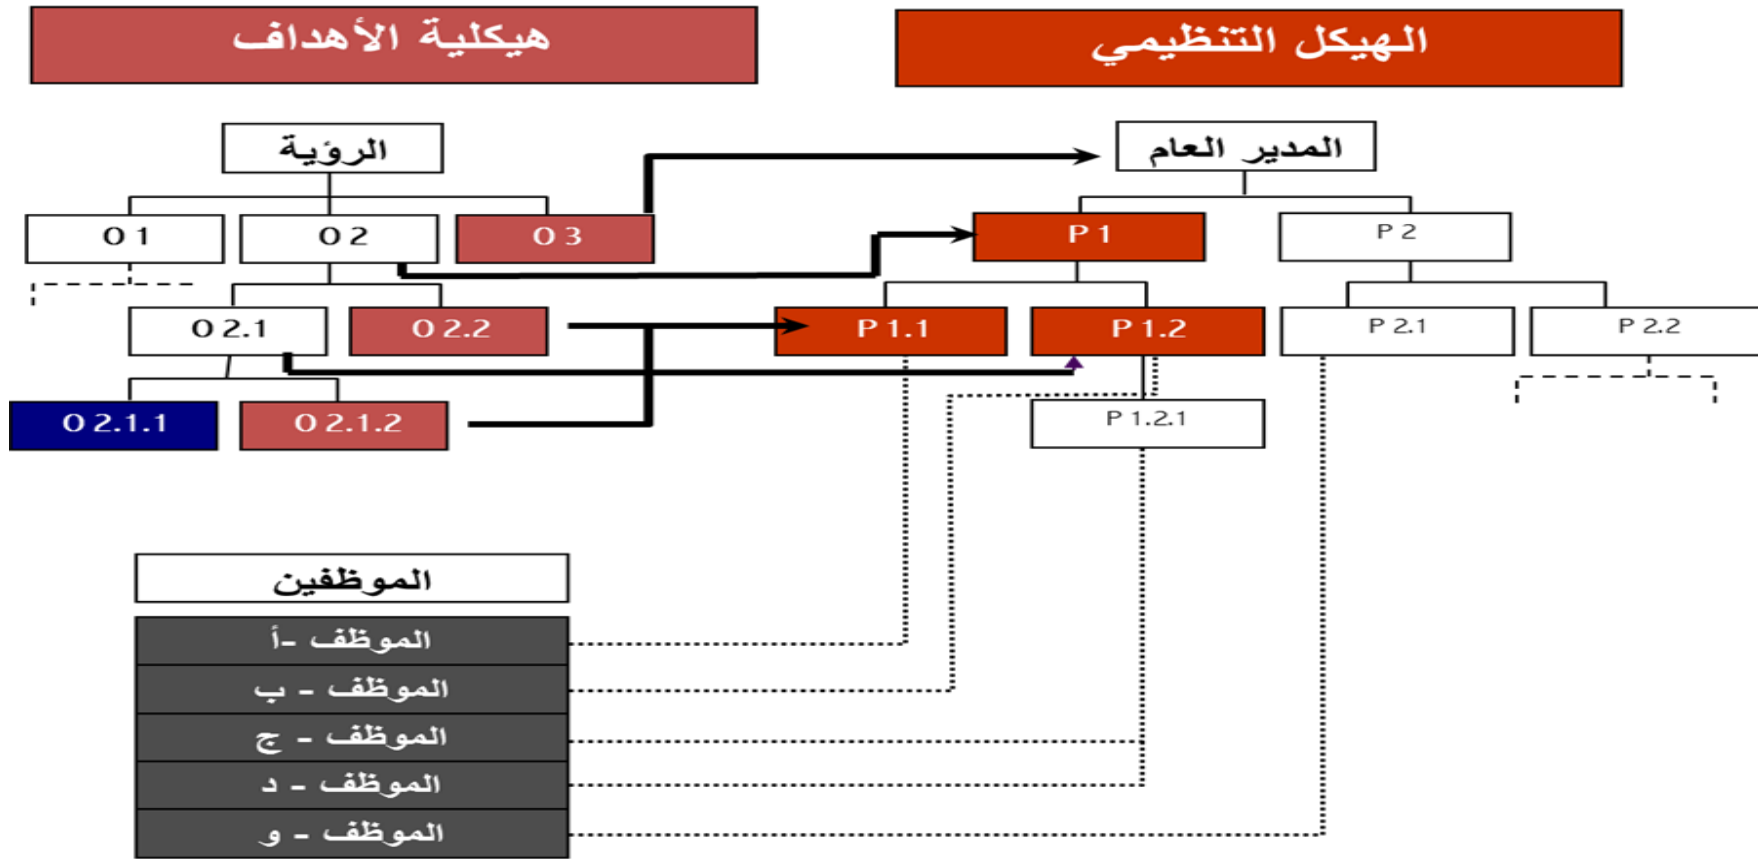 الهيكل التنظيمي
هيكلية الأهداف
المدير العام
الرؤية
O 1
O 2
O 3
P 1
P 2
O 2.1
O 2.2
P 1.1
P 1.2
P 2.1
P 2.2
O 2.1.1
O 2.1.2
P 1.2.1
الموظفين
الموظف -أ
الموظف - ب
الموظف - ج
الموظف - د
الموظف - و